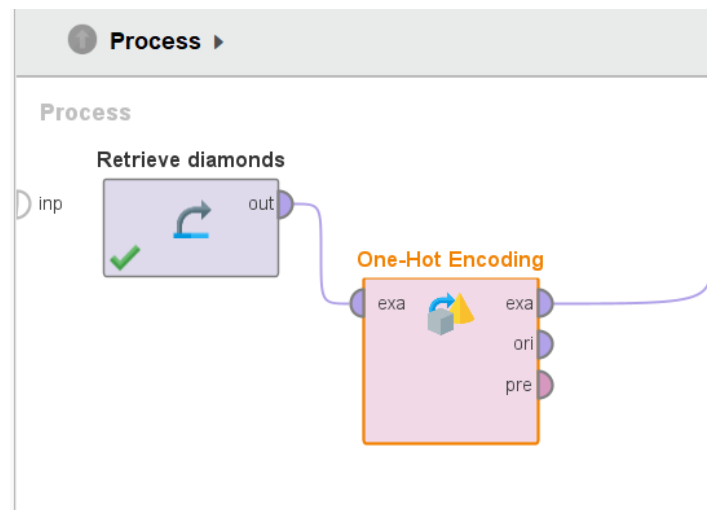 Process
Process
Retrieve diamonds
inp
out
One-Hot Encoding
exa
exa
ori
pre